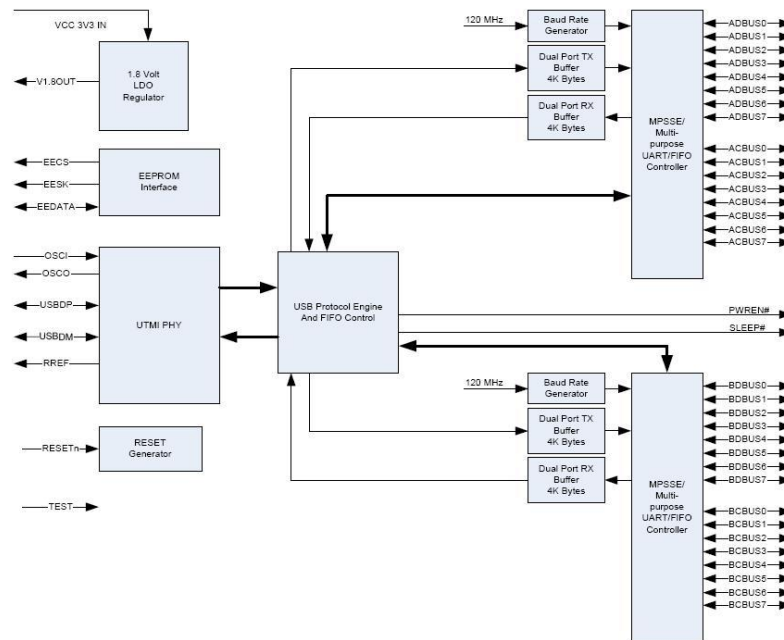 VCC 3V3 IN
V1.8OUT
1.8 Volt
LDO
Regulator
EECS
EESK
EEDATA
EEPROM
Interface
OSCI
OSCO
USBDP
USBDM
RREF
UTMI PHY
RESETn
RESET
Generator
TEST
USB Protocol Engine
And FIFO Control
120 MHz
Baud Rate
Generator
Dual Port TX
Buffer
4K Bytes
Dual Port RX
Buffer
4K Bytes
MPSSE/
Multi-
purpose
UART/FIFO
Controller
ADBUS0
ADBUS1
ADBUS2
ADBUS3
ADBUS4
ADBUS5
ADBUS6
ADBUS7
ACBUS0
ACBUS1
ACBUS2
ACBUS3
ACBUS4
ACBUS5
ACBUS6
ACBUS7
PWREN#
SLEEP#
120 MHz
Baud Rate
Generator
Dual Port TX
Buffer
4K Bytes
Dual Port RX
Buffer
4K Bytes
MPSSE/
Multi-
purpose
UART/FIFO
Controller
BDBUS0
BDBUS1
BDBUS2
BDBUS3
BDBUS4
BDBUS5
BDBUS6
BDBUS7
BCBUS0
BCBUS1
BCBUS2
BCBUS3
BCBUS4
BCBUS5
BCBUS6
BCBUS7